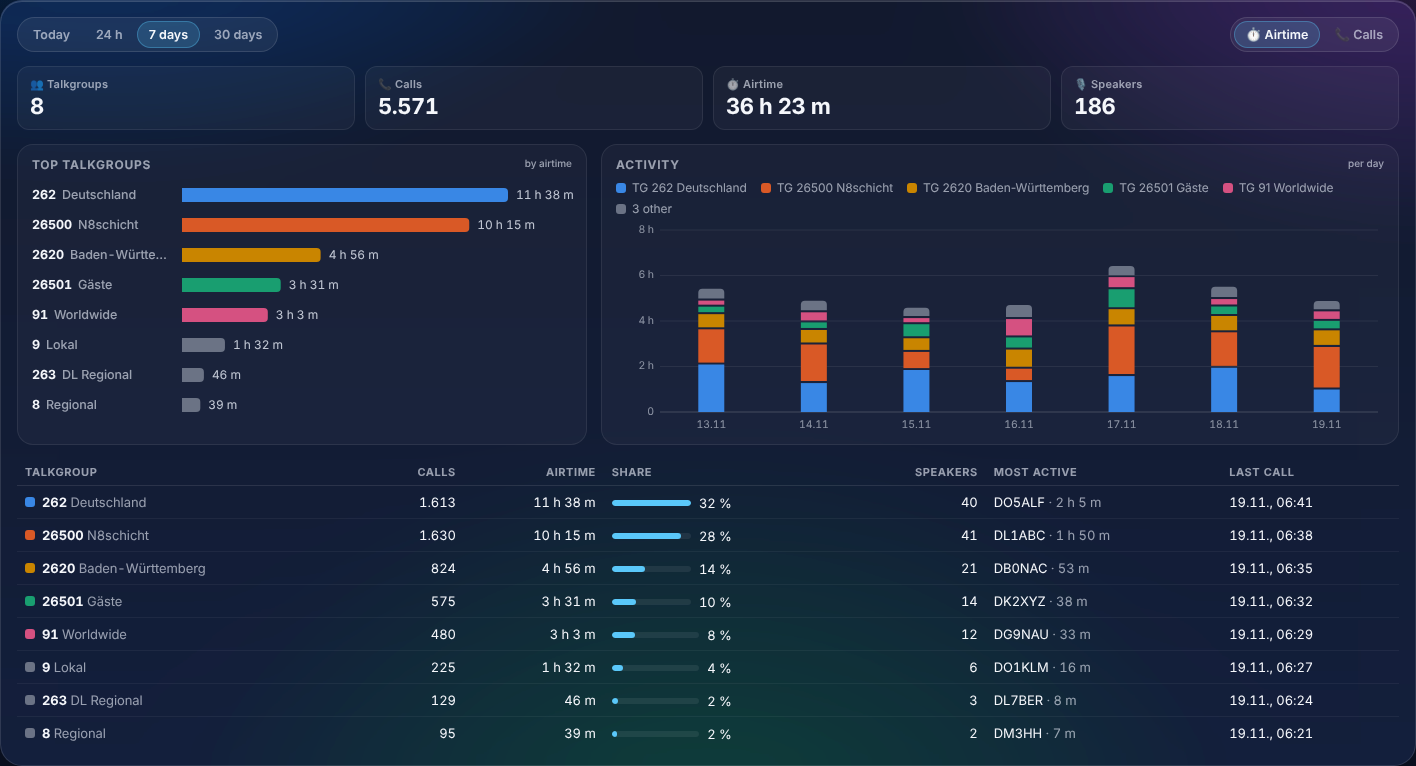 Today 24 h 7 days 30 days
⏱️ Airtime 📞 Calls
👥 Talkgroups
8
📞 Calls
5.571
⏱️ Airtime
36 h 23 m
🎙️ Speakers
186
TOP TALKGROUPS by airtime
262 Deutschland 11 h 38 m
26500 N8schicht 10 h 15 m
2620 Baden-Württe... 4 h 56 m
26501 Gäste 3 h 31 m
91 Worldwide 3 h 3 m
9 Lokal 1 h 32 m
263 DL Regional 46 m
8 Regional 39 m
ACTIVITY per day
TG 262 Deutschland TG 26500 N8schicht TG 2620 Baden-Württemberg TG 26501 Gäste TG 91 Worldwide
3 other
8 h
6 h
4 h
2 h
0
13.11 14.11 15.11 16.11 17.11 18.11 19.11
TALKGROUP CALLS AIRTIME SHARE SPEAKERS MOST ACTIVE LAST CALL
262 Deutschland 1.613 11 h 38 m 32 % 40 DO5ALF · 2 h 5 m 19.11., 06:41
26500 N8schicht 1.630 10 h 15 m 28 % 41 DL1ABC · 1 h 50 m 19.11., 06:38
2620 Baden-Württemberg 824 4 h 56 m 14 % 21 DB0NAC · 53 m 19.11., 06:35
26501 Gäste 575 3 h 31 m 10 % 14 DK2XYZ · 38 m 19.11., 06:32
91 Worldwide 480 3 h 3 m 8 % 12 DG9NAU · 33 m 19.11., 06:29
9 Lokal 225 1 h 32 m 4 % 6 DO1KLM · 16 m 19.11., 06:27
263 DL Regional 129 46 m 2 % 3 DL7BER · 8 m 19.11., 06:24
8 Regional 95 39 m 2 % 2 DM3HH · 7 m 19.11., 06:21